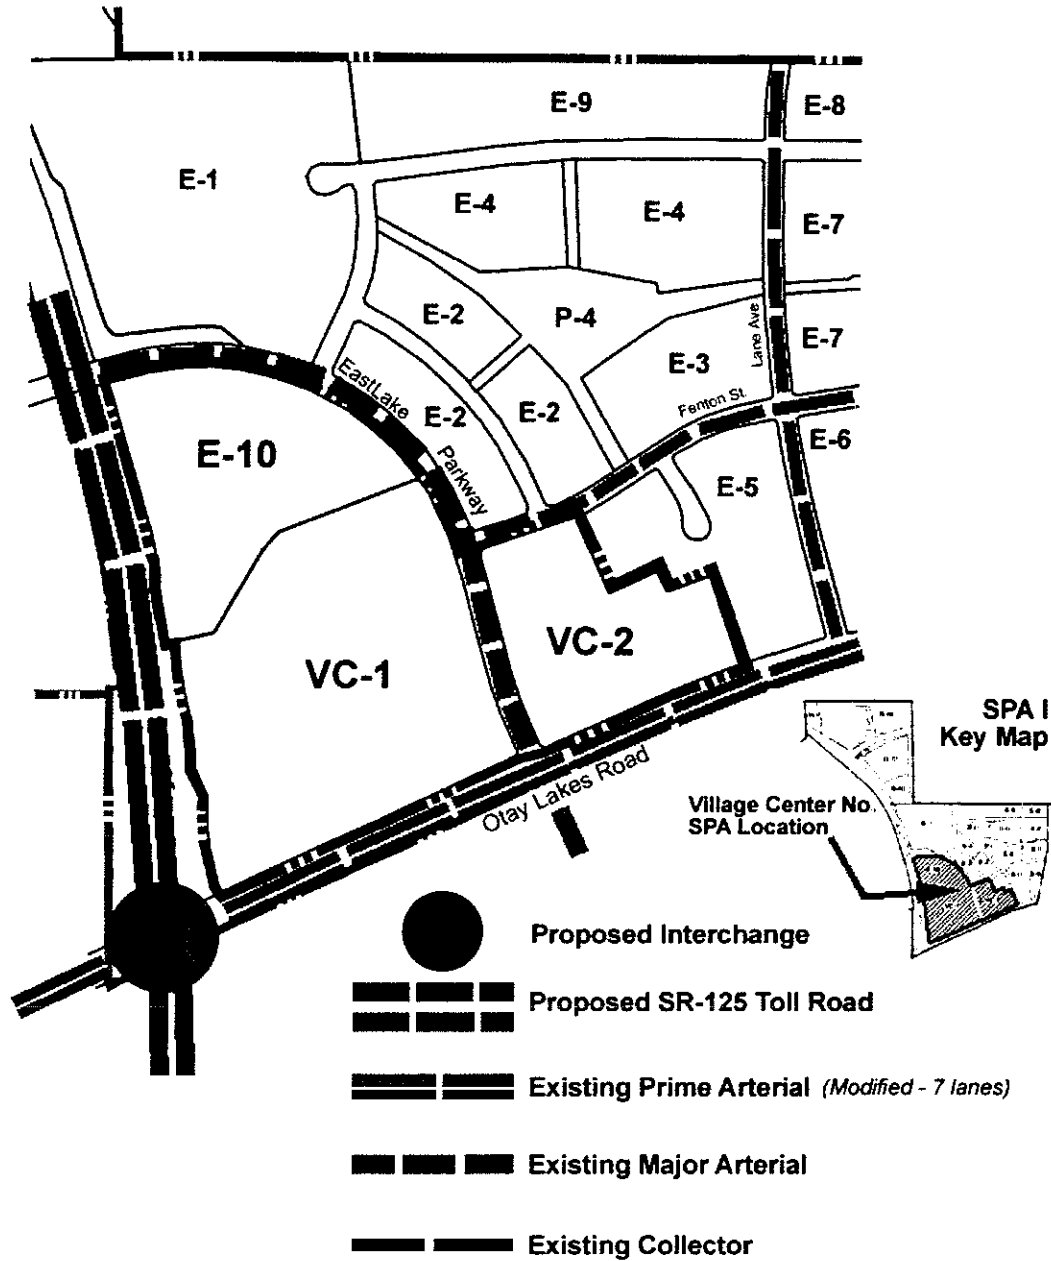 E-9
E-8
E-1
E-4
E-4
E-7
E-2
P-4
Lane Ave
E-7
E-3
EastLake
Parkway
E-2
E-2
Fenton St.
E-10
E-6
E-5
VC-1
VC-2
SPA I
Key Map
Otay Lakes Road
Village Center No.
SPA Location
Proposed Interchange
Proposed SR-125 Toll Road
Existing Prime Arterial (Modified - 7 lanes)
Existing Major Arterial
Existing Collector